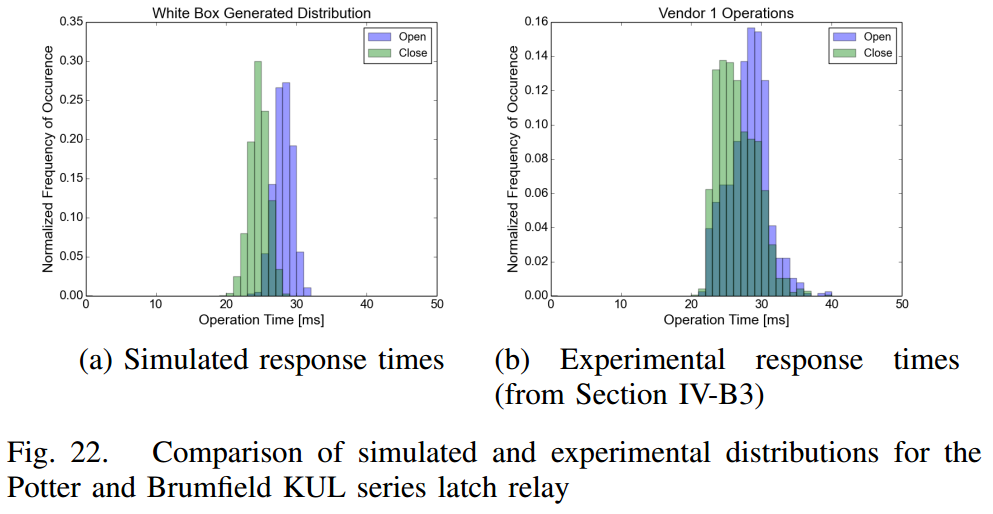 White Box Generated Distribution
Normalized Frequency of Occurence
0.35
0.30
0.25
0.20
0.15
0.10
0.05
0.00
0
10
20
30
40
50
Operation Time [ms]
Open
Close
(a) Simulated response times
Vendor 1 Operations
Normalized Frequency of Occurence
0.16
0.14
0.12
0.10
0.08
0.06
0.04
0.02
0.00
0
10
20
30
40
50
Operation Time [ms]
Open
Close
(b) Experimental response times
(from Section IV-B3)
Fig. 22. Comparison of simulated and experimental distributions for the
Potter and Brumfield KUL series latch relay